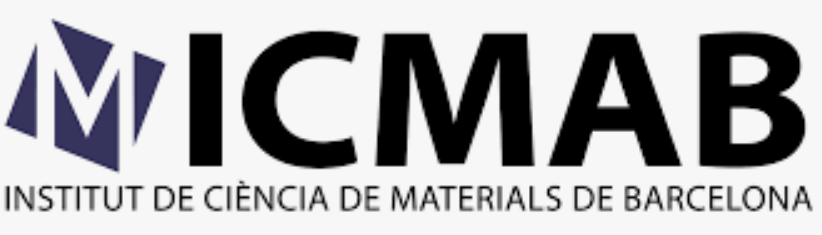 M ICMAB
INSTITUT DE CIÈNCIA DE MATERIALS DE BARCELONA